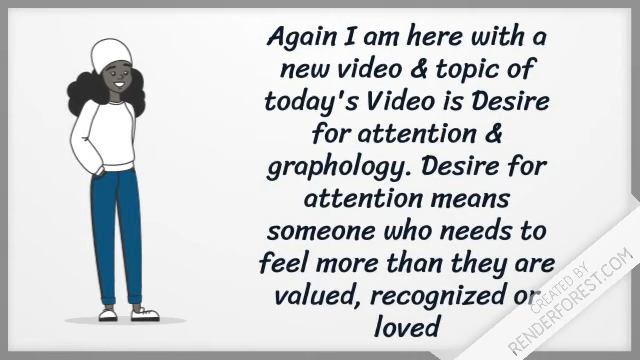 Again I am here with a
new video & topic of
today's Video is Desire
for attention &
graphology. Desire for
attention means
someone who needs to
feel more than they are
valued, recognized or
loved
CREATED BY
RENDERFOREST.COM